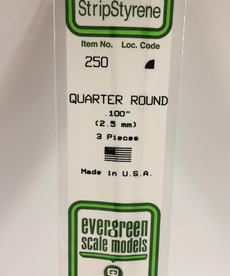 StripStyrene
Item No. Loc. Code
250
QUARTER ROUND
.100"
(2.5 mm)
3 Pieces
Made in U.S.A.
evergreen
scale models